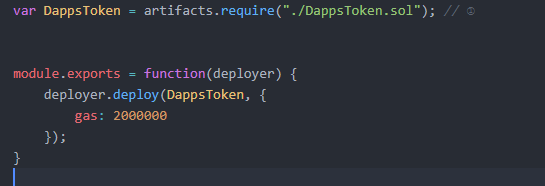 var DappsToken = artifacts.require("./DappsToken.sol"); // ☺
module.exports = function(deployer) {
    deployer.deploy(DappsToken, {
        gas: 2000000
    });
}